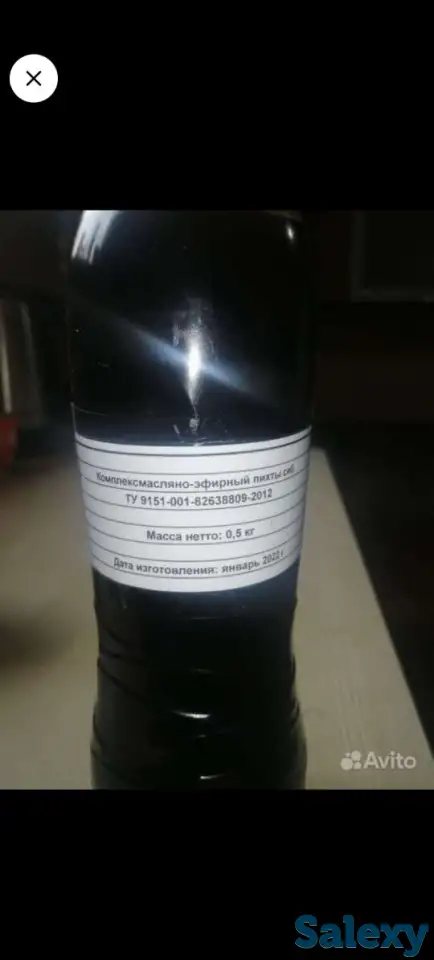 Комплексмасляно-эфирный пихты сиб
ТУ 9151-001-82638809-2012
Масса нетто: 0,5 кг
Дата изготовления: январь 2022 г
Avito
Salexy